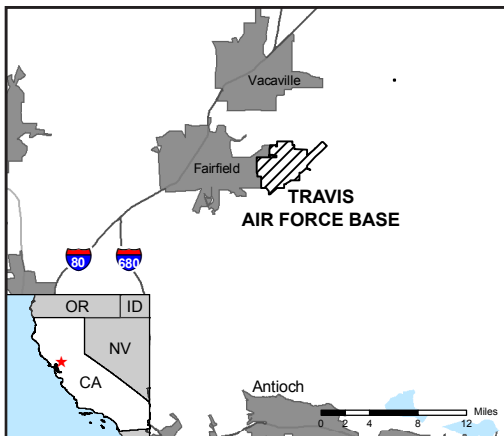 Vacaville
Fairfield
TRAVIS
AIR FORCE BASE
80
680
OR
ID
NV
CA
Antioch
Miles
0 2 4 8 12